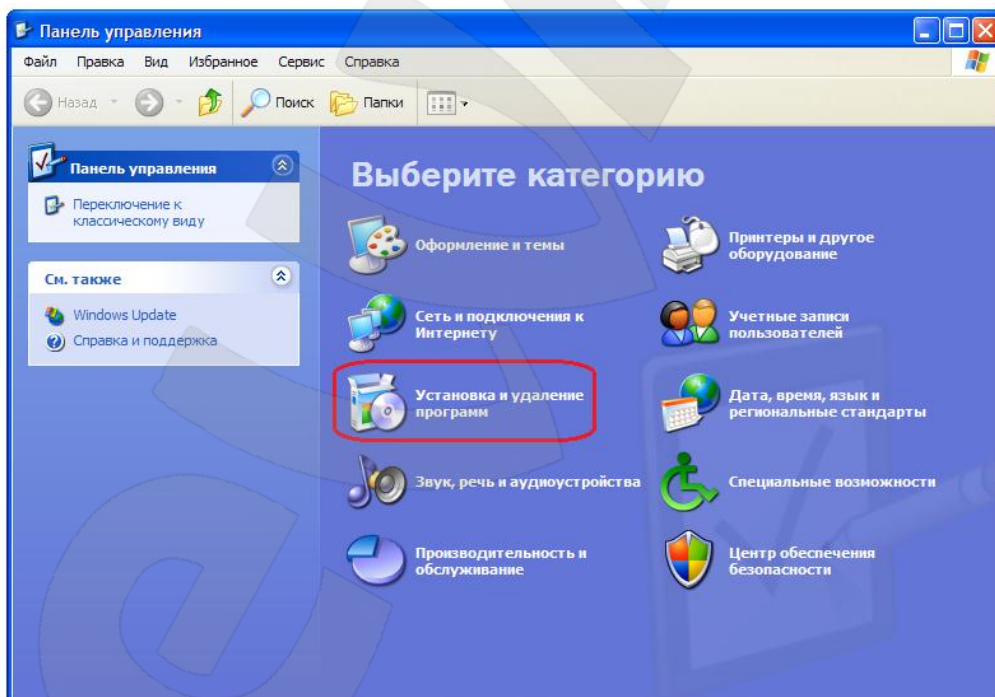 Панель управления
Файл Правка Вид Избранное Сервис Справка
Назад Поиск Папки
Панель управления
Переключение к
классическому виду
См. также
Windows Update
Справка и поддержка
Выберите категорию
Оформление и темы
Принтеры и другое
оборудование
Сеть и подключения к
Интернету
Учетные записи
пользователей
Установка и удаление
программ
Дата, время, язык и
региональные стандарты
Звук, речь и аудиоустройства
Специальные возможности
Производительность и
обслуживание
Центр обеспечения
безопасности